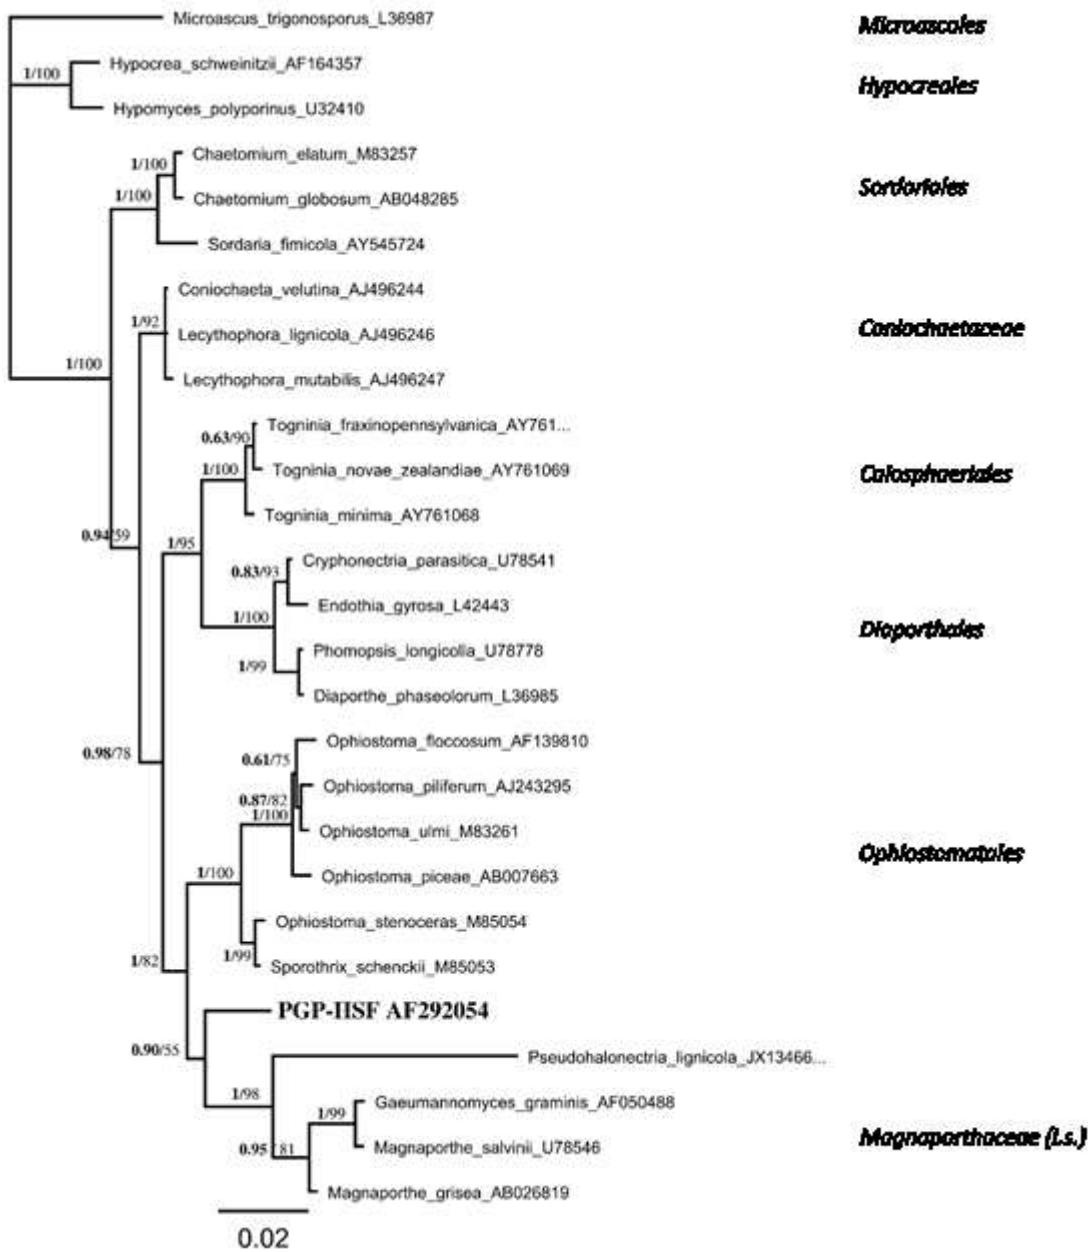 Microascus_trigonosporus_L36987
Microascales
Hypocrea_schweinitzii_AF164357
1/100
Hypocreales
Hypomyces_polyporinus_U32410
Chaetomium_elatum_M83257
1/100
Sordariales
1/100
Chaetomium_globosum_AB048285
Sordaria_fimicola_AY545724
Coniochaeta_velutina_AJ496244
1/92
Lecythophora_lignicola_AJ496246
Coniochaetaceae
1/100
Lecythophora_mutabilis_AJ496247
Togninia_fraxinopennsylvanica_AY761...
0.63/90
1/100
Togninia_novae_zealandiae_AY761069
Calosphaeriales
Togninia_minima_AY761068
0.94/59
1/95
Cryphonectria_parasitica_U78541
0.83/93
Endothia_gyrosa_L42443
1/100
Diaporthales
Phomopsis_longicolla_U78778
1/99
Diaporthe_phaseolorum_L36985
Ophiostoma_floccosum_AF139810
0.98/78
0.61/75
Ophiostoma_piliferum_AJ243295
0.87/82
1/100
Ophiostoma_ulmi_M83261
Ophiostomatales
1/100
Ophiostoma_piceae_AB007663
Ophiostoma_stenoceras_M85054
1/82
1/99
Sporothrix_schenckii_M85053
PGP-HSF AF292054
0.90/55
Pseudohalonectria_lignicola_JX13466...
1/98
Gaeumannomyces_graminis_AF050488
1/99
0.95/81
Magnaporthe_salvinii_U78546
Magnaporthaceae (i.s.)
Magnaporthe_grisea_AB026819
0.02